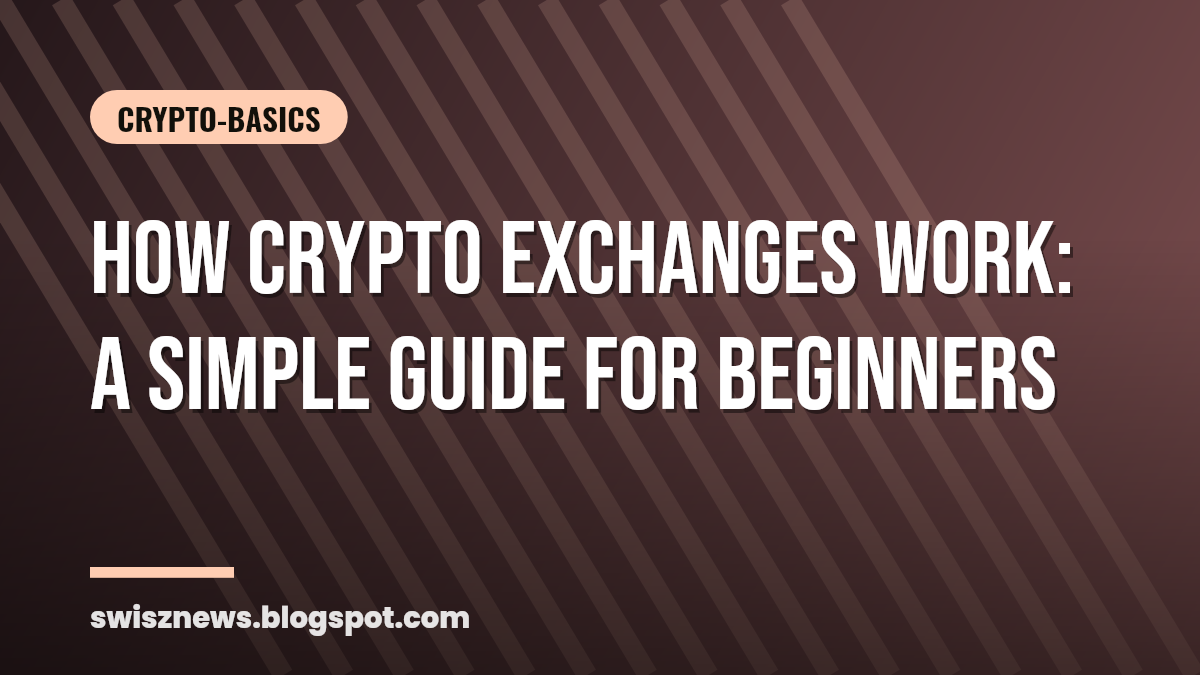 CRYPTO-BASICS
HOW CRYPTO EXCHANGES WORK:
A SIMPLE GUIDE FOR BEGINNERS
swisznews.blogspot.com